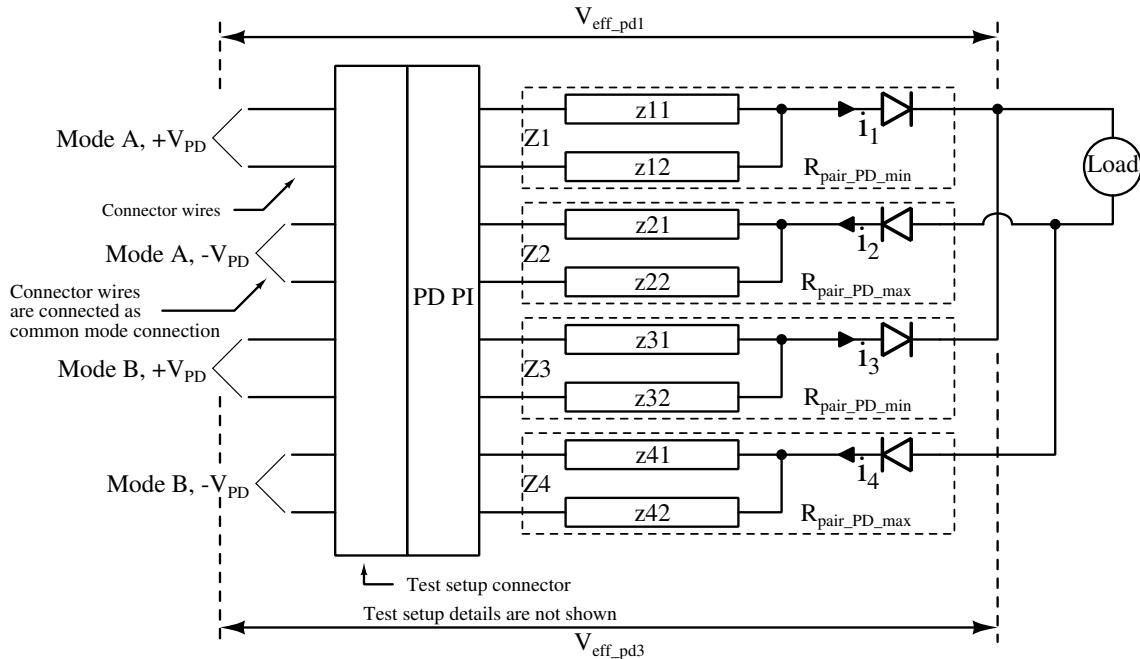 V_eff_pd1
Mode A, +V_PD
Connector wires
Mode A, -V_PD
Connector wires
are connected as
common mode connection
Mode B, +V_PD
Mode B, -V_PD
PD PI
Z1
z11
z12
i_1
R_pair_PD_min
Z2
z21
z22
i_2
R_pair_PD_max
Z3
z31
z32
i_3
R_pair_PD_min
Z4
z41
z42
i_4
R_pair_PD_max
Load
Test setup connector
Test setup details are not shown
V_eff_pd3